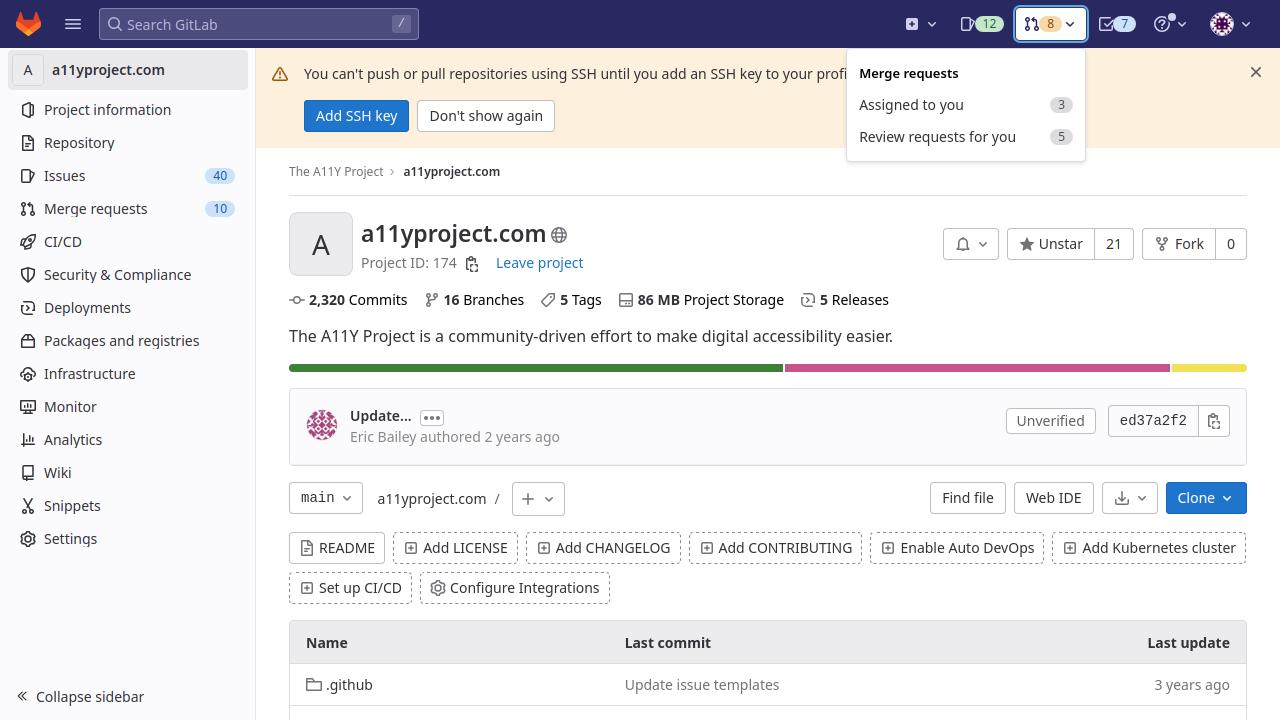 Search GitLab
/
12
8
7
A
a11yproject.com
Project information
Repository
Issues
40
Merge requests
10
CI/CD
Security & Compliance
Deployments
Packages and registries
Infrastructure
Monitor
Analytics
Wiki
Snippets
Settings
Collapse sidebar
You can't push or pull repositories using SSH until you add an SSH key to your profi
Add SSH key
Don't show again
Merge requests
Assigned to you
3
Review requests for you
5
The A11Y Project
a11yproject.com
A
a11yproject.com
Project ID: 174
Leave project
Unstar
21
Fork
0
2,320 Commits
16 Branches
5 Tags
86 MB Project Storage
5 Releases
The A11Y Project is a community-driven effort to make digital accessibility easier.
Update...
Eric Bailey authored 2 years ago
Unverified
ed37a2f2
main
a11yproject.com /
Find file
Web IDE
Clone
README
Add LICENSE
Add CHANGELOG
Add CONTRIBUTING
Enable Auto DevOps
Add Kubernetes cluster
Set up CI/CD
Configure Integrations
Name
Last commit
Last update
.github
Update issue templates
3 years ago